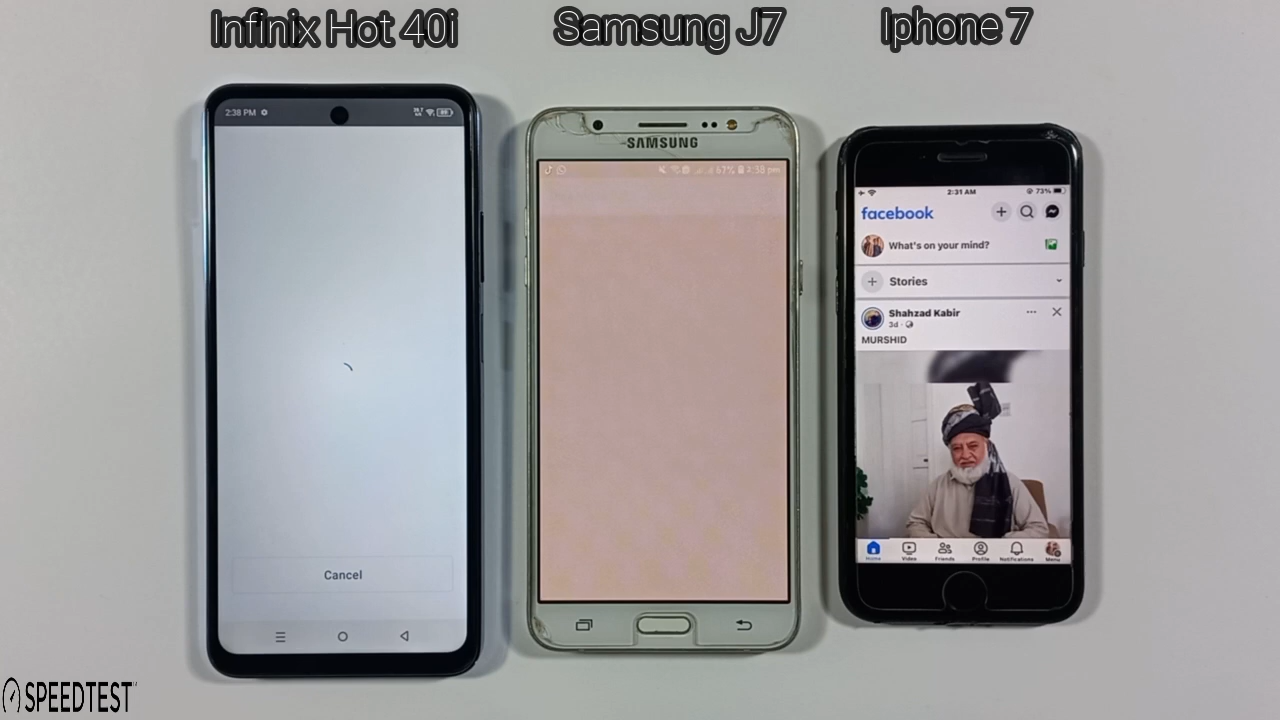 Infinix Hot 40i
Samsung J7
Iphone 7
2:38 PM
Cancel
SAMSUNG
67% 2:38 pm
2:31 AM
73%
facebook
What's on your mind?
Stories
Shahzad Kabir
3d
MURSHID
Home
Video
Friends
Profile
Notifications
Menu
SPEEDTEST